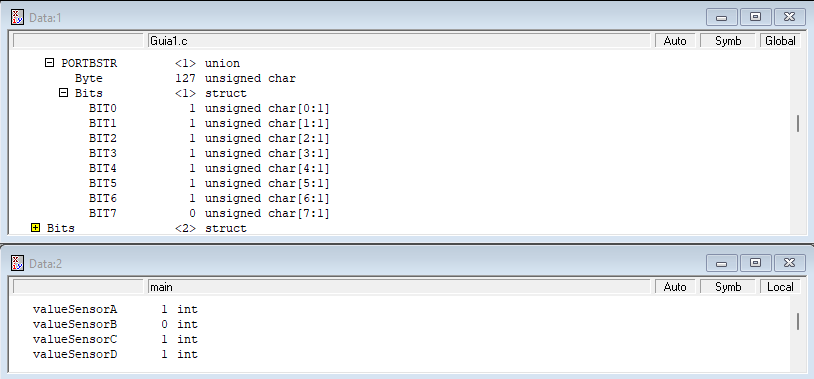 Data:1
Guia1.c Auto Symb Global
PORTBSTR <1> union
Byte 127 unsigned char
Bits <1> struct
BIT0 1 unsigned char[0:1]
BIT1 1 unsigned char[1:1]
BIT2 1 unsigned char[2:1]
BIT3 1 unsigned char[3:1]
BIT4 1 unsigned char[4:1]
BIT5 1 unsigned char[5:1]
BIT6 1 unsigned char[6:1]
BIT7 0 unsigned char[7:1]
Bits <2> struct
Data:2
main Auto Symb Local
valueSensorA 1 int
valueSensorB 0 int
valueSensorC 1 int
valueSensorD 1 int